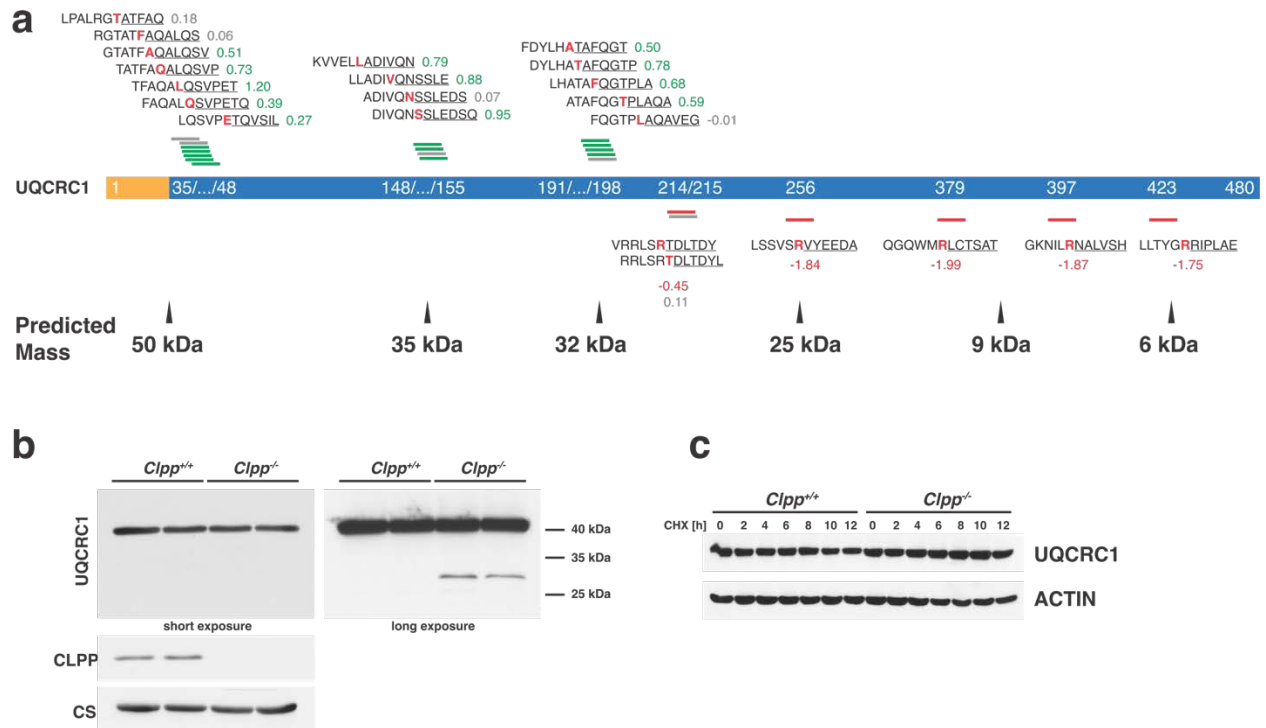 a
LPALRGTATFAQ 0.18
RGTATFAQALQS 0.06
GTATFAQALQSV 0.51
TATFAQALQSVP 0.73
TFAQALQSVPET 1.20
FAQALQSVPETQ 0.39
LQSVPETQVSIL 0.27
KVVELLADIVQN 0.79
LLADIVQNSSLE 0.88
ADIVQNSSLEDS 0.07
DIVQNSSLEDSQ 0.95
FDYLHATAFQGT 0.50
DYLHATAFQGTP 0.78
LHATAFQGTPLA 0.68
ATAFQGTPLAQA 0.59
FQGTPLAQAVEG -0.01
UQCRC1 1 35/.../48 148/.../155 191/.../198 214/215 256 379 397 423 480
VRRLSRTDLTDY LSSVSRVYEEDA QGQWMRLCTSAT GKNILRNALVSH LLTYGRRIPLAE
RRLSRTDLTDYL -1.84 -1.99 -1.87 -1.75
-0.45
0.11
Predicted
Mass
50 kDa 35 kDa 32 kDa 25 kDa 9 kDa 6 kDa
b
Clpp+/+ Clpp-/- Clpp+/+ Clpp-/-
UQCRC1
40 kDa
35 kDa
25 kDa
short exposure long exposure
CLPP
CS
c
Clpp+/+ Clpp-/-
CHX [h] 0 2 4 6 8 10 12 0 2 4 6 8 10 12
UQCRC1
ACTIN